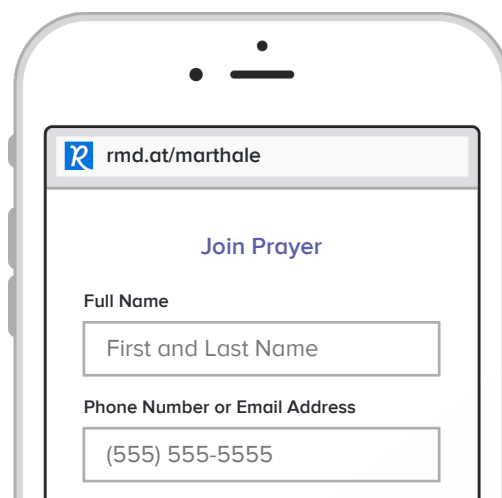 rmd.at/marthale
Join Prayer
Full Name
First and Last Name
Phone Number or Email Address
(555) 555-5555